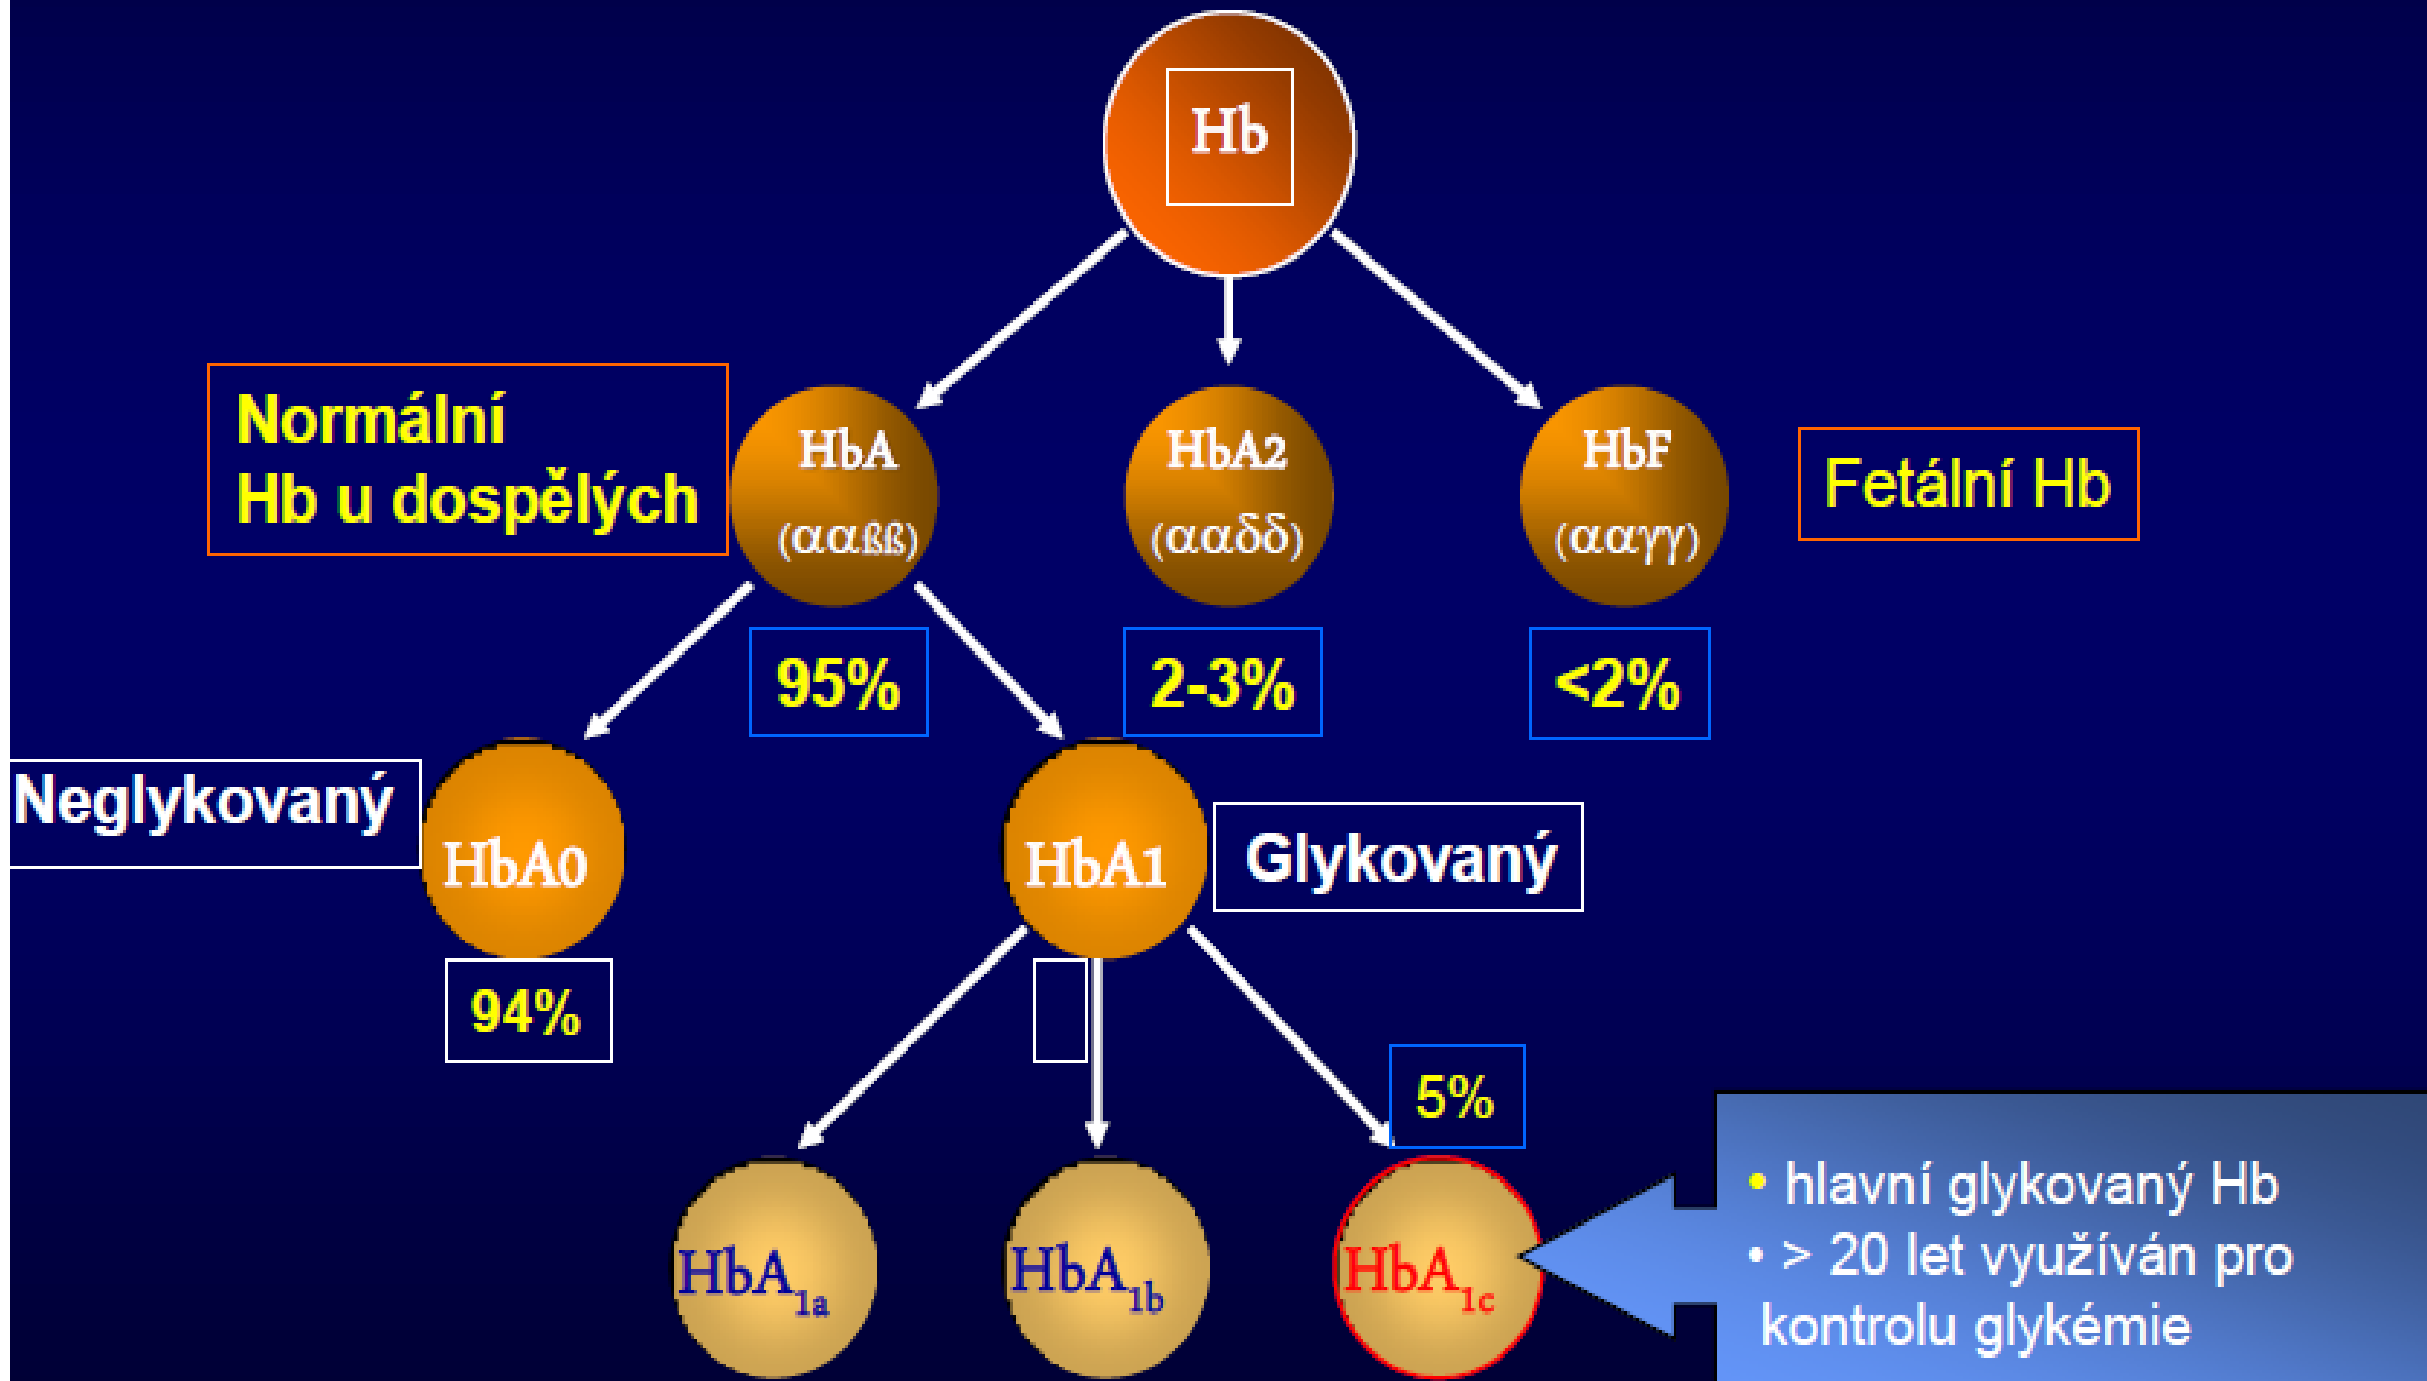 Hb
Normální
Hb u dospělých
HbA
(ααßß)
HbA2
(ααδδ)
HbF
(ααγγ)
Fetální Hb
95%
2-3%
<2%
Neglykovaný
HbA0
HbA1
Glykovaný
94%
5%
HbA1a
HbA1b
HbA1c
• hlavní glykovaný Hb
• > 20 let využíván pro
kontrolu glykémie